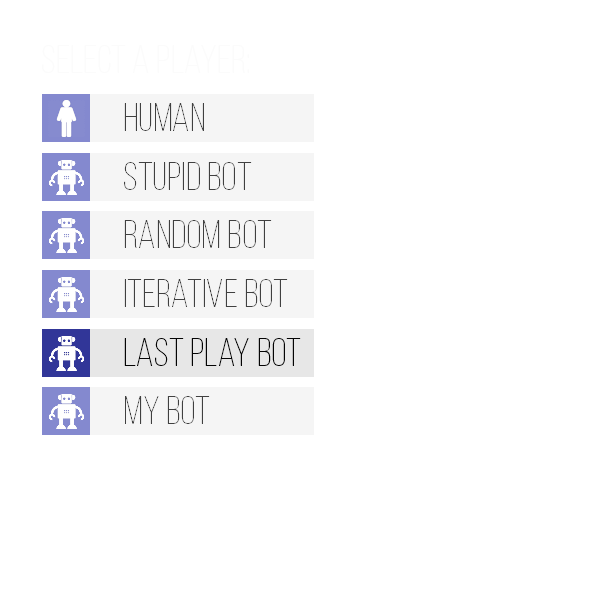 SELECT A PLAYER
HUMAN
STUPID BOT
RANDOM BOT
ITERATIVE BOT
LAST PLAY BOT
MY BOT